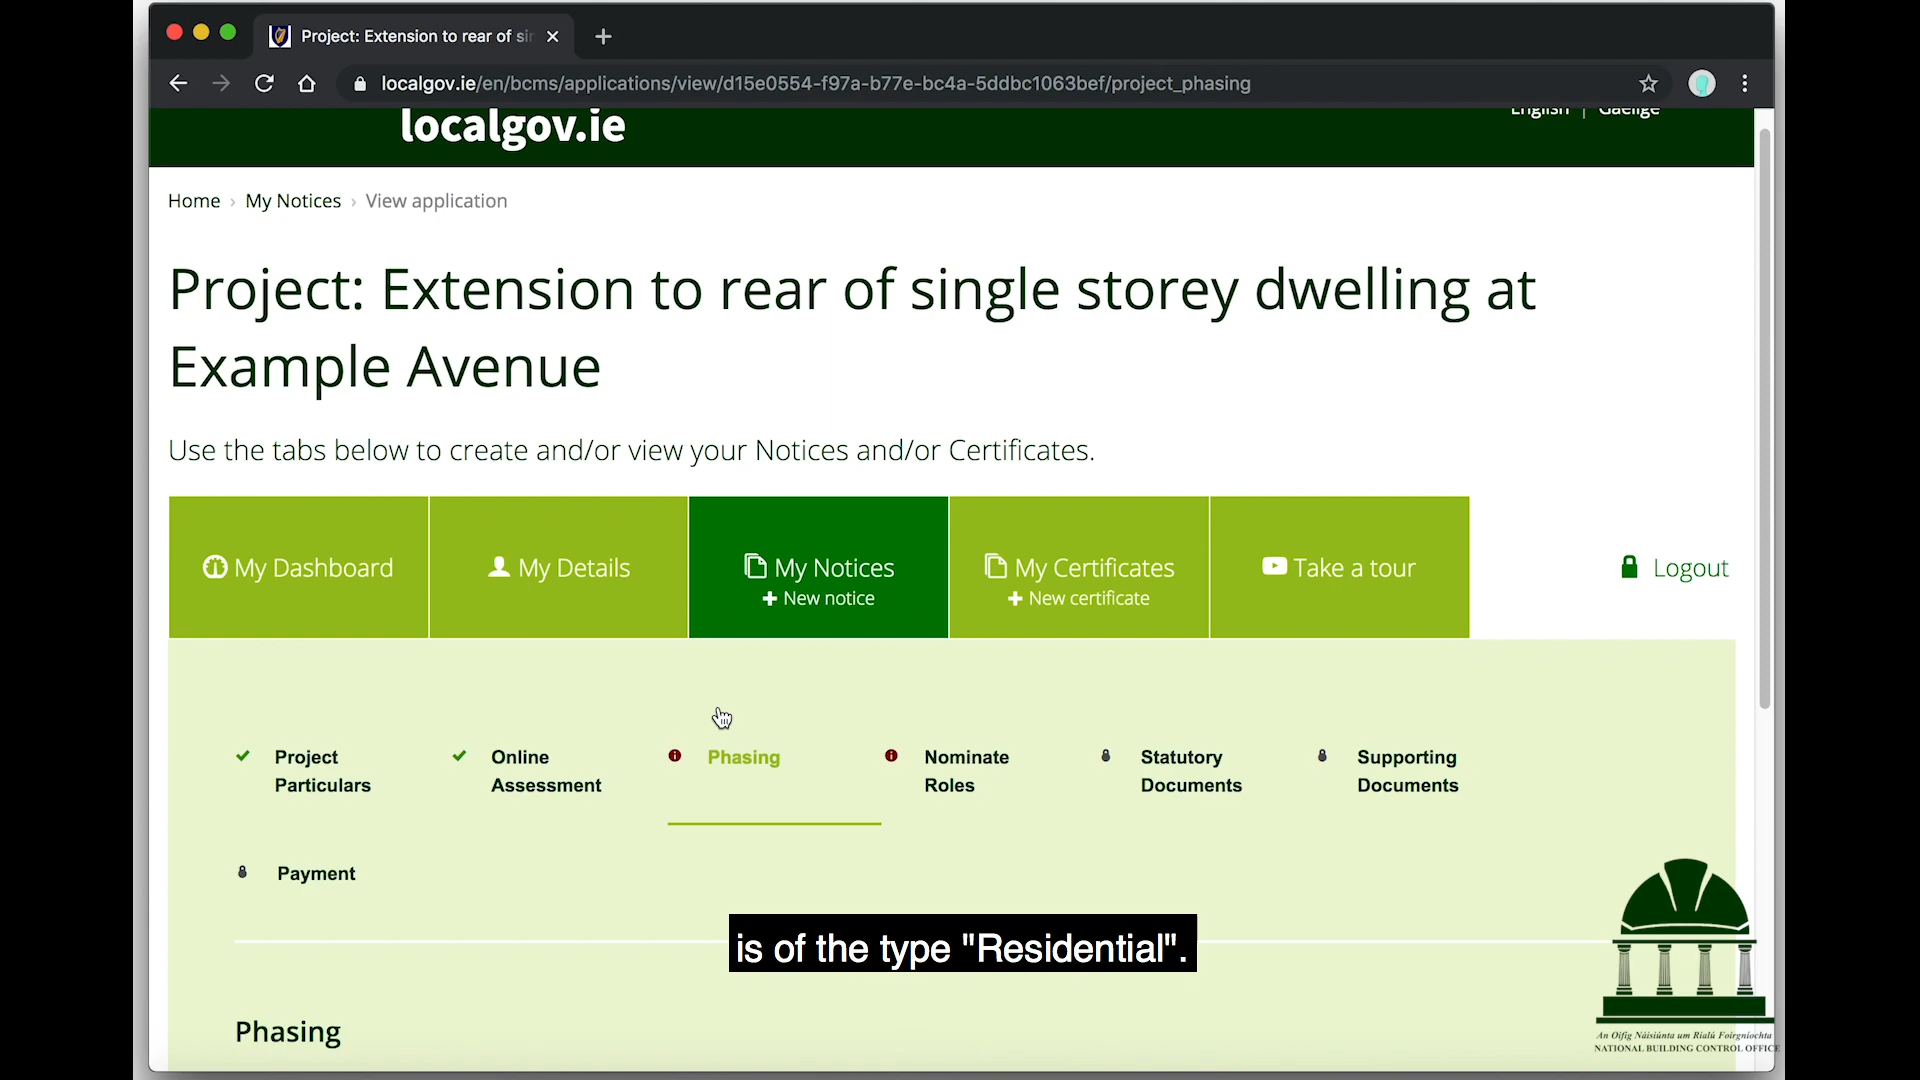 Project: Extension to rear of sin
localgov.ie/en/bcms/applications/view/d15e0554-f97a-b77e-bc4a-5ddbc1063bef/project_phasing
localgov.ie
English | Gaeilge
Home › My Notices › View application
Project: Extension to rear of single storey dwelling at
Example Avenue
Use the tabs below to create and/or view your Notices and/or Certificates.
My Dashboard
My Details
My Notices
+ New notice
My Certificates
+ New certificate
Take a tour
Logout
Project
Particulars
Online
Assessment
Phasing
Nominate
Roles
Statutory
Documents
Supporting
Documents
Payment
is of the type "Residential".
Phasing
An Oifig Náisiúnta um Rialú Foirgníochta
NATIONAL BUILDING CONTROL OFFICE